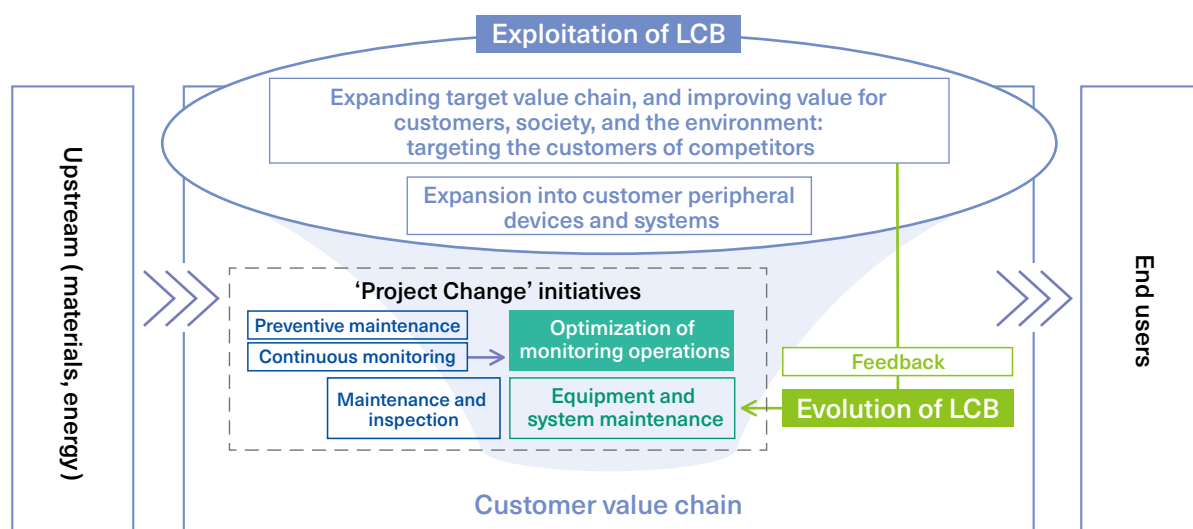 Exploitation of LCB
Expanding target value chain, and improving value for
customers, society, and the environment:
targeting the customers of competitors
Expansion into customer peripheral
devices and systems
Upstream ( materials, energy )
‘Project Change’ initiatives
Preventive maintenance
Continuous monitoring
Optimization of
monitoring operations
Maintenance and
inspection
Equipment and
system maintenance
Feedback
Evolution of LCB
End users
Customer value chain